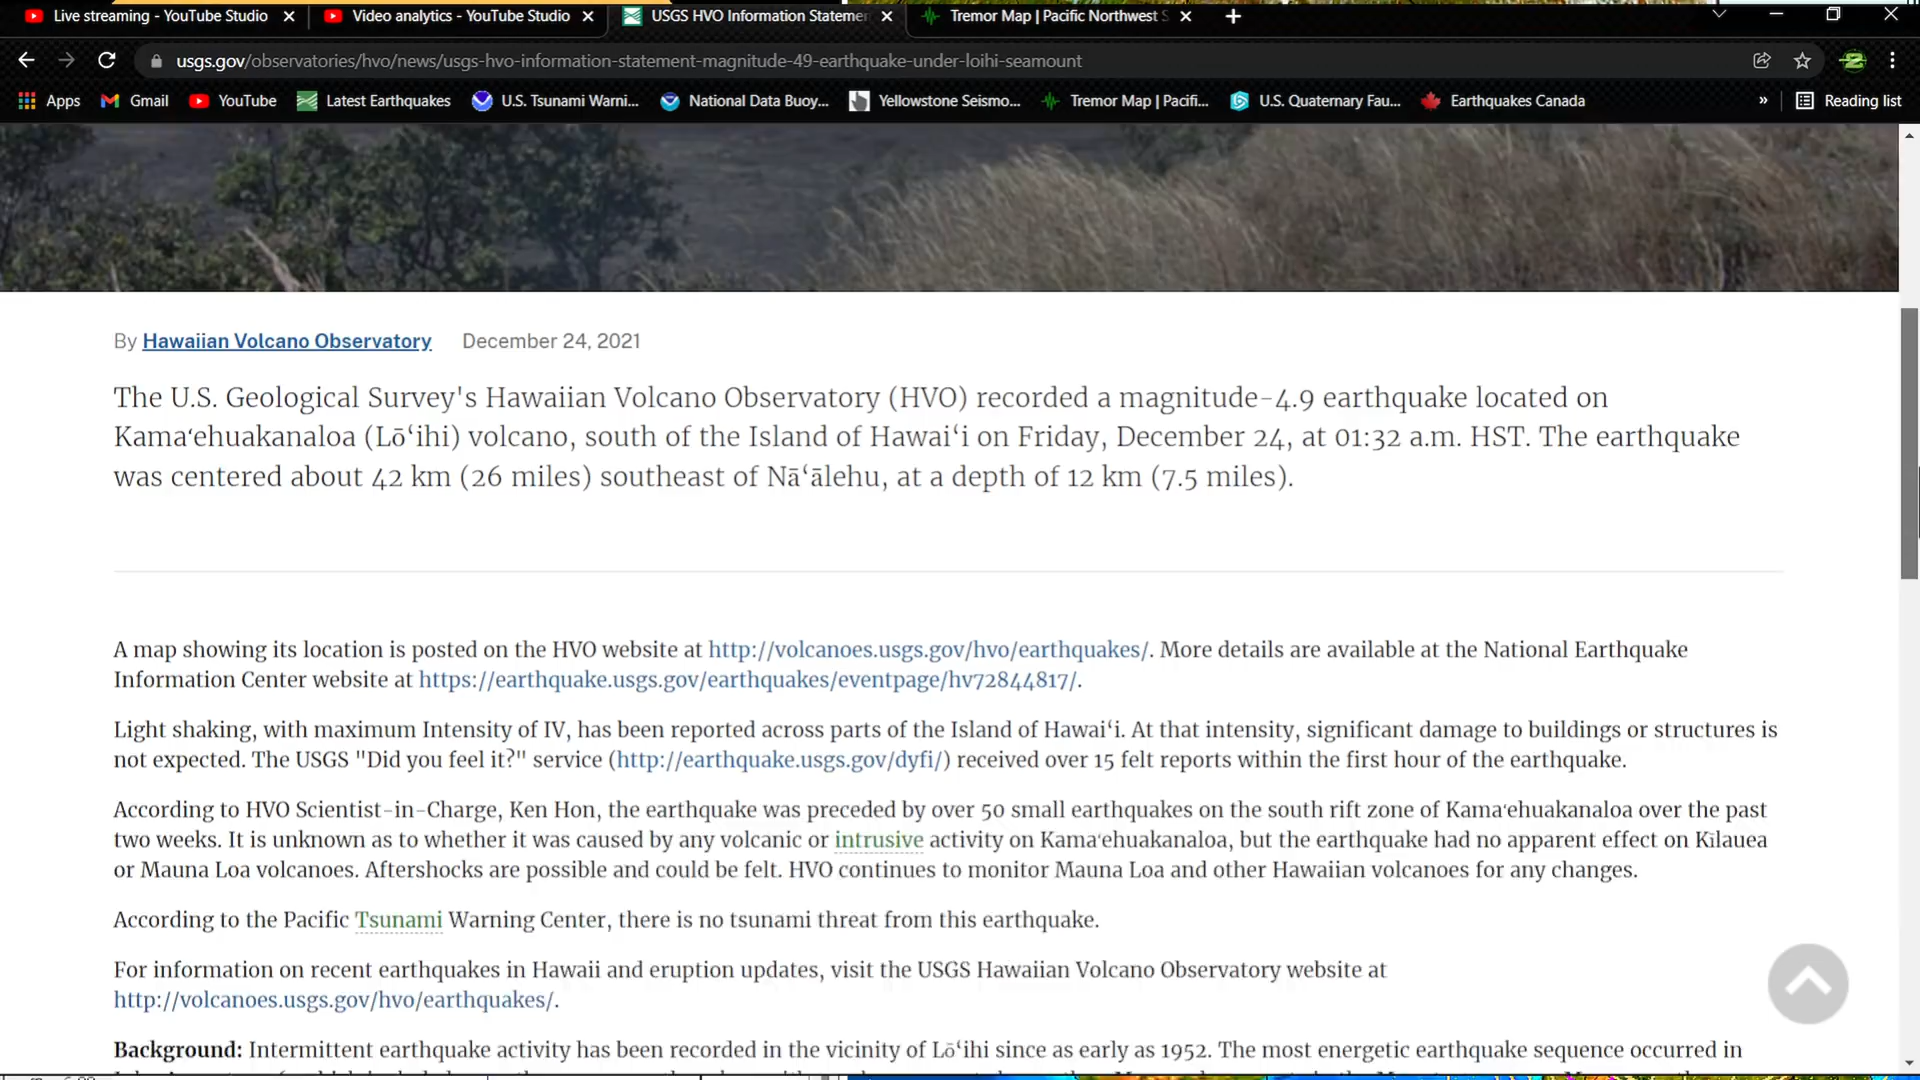 Live streaming - YouTube Studio
Video analytics - YouTube Studio
USGS HVO Information Statemen
Tremor Map | Pacific Northwest S
usgs.gov/observatories/hvo/news/usgs-hvo-information-statement-magnitude-49-earthquake-under-loihi-seamount
Apps Gmail YouTube Latest Earthquakes U.S. Tsunami Warni... National Data Buoy... Yellowstone Seismo... Tremor Map | Pacifi... U.S. Quaternary Fau... Earthquakes Canada » Reading list
By Hawaiian Volcano Observatory December 24, 2021
The U.S. Geological Survey's Hawaiian Volcano Observatory (HVO) recorded a magnitude-4.9 earthquake located on
Kamaʻehuakanaloa (Lōʻihi) volcano, south of the Island of Hawaiʻi on Friday, December 24, at 01:32 a.m. HST. The earthquake
was centered about 42 km (26 miles) southeast of Nāʻālehu, at a depth of 12 km (7.5 miles).
A map showing its location is posted on the HVO website at http://volcanoes.usgs.gov/hvo/earthquakes/. More details are available at the National Earthquake
Information Center website at https://earthquake.usgs.gov/earthquakes/eventpage/hv72844817/.
Light shaking, with maximum Intensity of IV, has been reported across parts of the Island of Hawaiʻi. At that intensity, significant damage to buildings or structures is
not expected. The USGS "Did you feel it?" service (http://earthquake.usgs.gov/dyfi/) received over 15 felt reports within the first hour of the earthquake.
According to HVO Scientist-in-Charge, Ken Hon, the earthquake was preceded by over 50 small earthquakes on the south rift zone of Kamaʻehuakanaloa over the past
two weeks. It is unknown as to whether it was caused by any volcanic or intrusive activity on Kamaʻehuakanaloa, but the earthquake had no apparent effect on Kīlauea
or Mauna Loa volcanoes. Aftershocks are possible and could be felt. HVO continues to monitor Mauna Loa and other Hawaiian volcanoes for any changes.
According to the Pacific Tsunami Warning Center, there is no tsunami threat from this earthquake.
For information on recent earthquakes in Hawaii and eruption updates, visit the USGS Hawaiian Volcano Observatory website at
http://volcanoes.usgs.gov/hvo/earthquakes/.
Background: Intermittent earthquake activity has been recorded in the vicinity of Lōʻihi since as early as 1952. The most energetic earthquake sequence occurred in